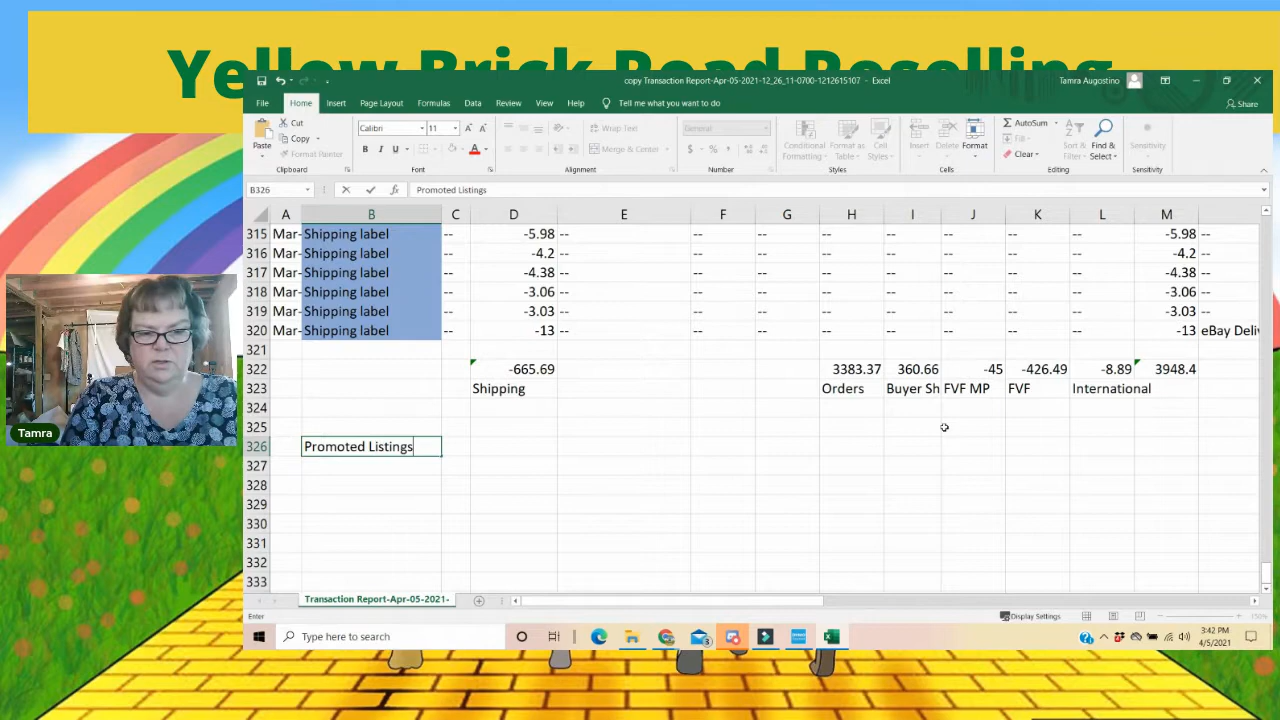 Yellow Brick Road Reselling
copy Transaction Report-Apr-05-2021-12_26_11-0700-1212615107 - Excel
Tamra Augostino
File Home Insert Page Layout Formulas Data Review View Help Tell me what you want to do
Share
Paste
Cut
Copy
Format Painter
Calibri 11
B I U A
Wrap Text
Merge & Center
General
$ %
Conditional Formatting
Format as Table
Cell Styles
Insert Delete Format
AutoSum
Fill
Clear
Sort & Filter
Find & Select
Sensitivity
Clipboard Font Alignment Number Styles Cells Editing Sensitivity
B326 fx Promoted Listings
A B C D E F G H I J K L M
315 Mar- Shipping label -- -5.98 -- -- -- -- -- -- -- -- -5.98 --
316 Mar- Shipping label -- -4.2 -- -- -- -- -- -- -- -- -4.2 --
317 Mar- Shipping label -- -4.38 -- -- -- -- -- -- -- -- -4.38 --
318 Mar- Shipping label -- -3.06 -- -- -- -- -- -- -- -- -3.06 --
319 Mar- Shipping label -- -3.03 -- -- -- -- -- -- -- -- -3.03 --
320 Mar- Shipping label -- -13 -- -- -- -- -- -- -- -- -13 eBay Deliv
321
322 -665.69 3383.37 360.66 -45 -426.49 -8.89 3948.4
323 Shipping Orders Buyer Sh FVF MP FVF International
324
325
326 Promoted Listings
327
328
329
330
331
332
333
Transaction Report-Apr-05-2021-
Enter
Display Settings
150%
Type here to search
3:42 PM
4/5/2021
Tamra